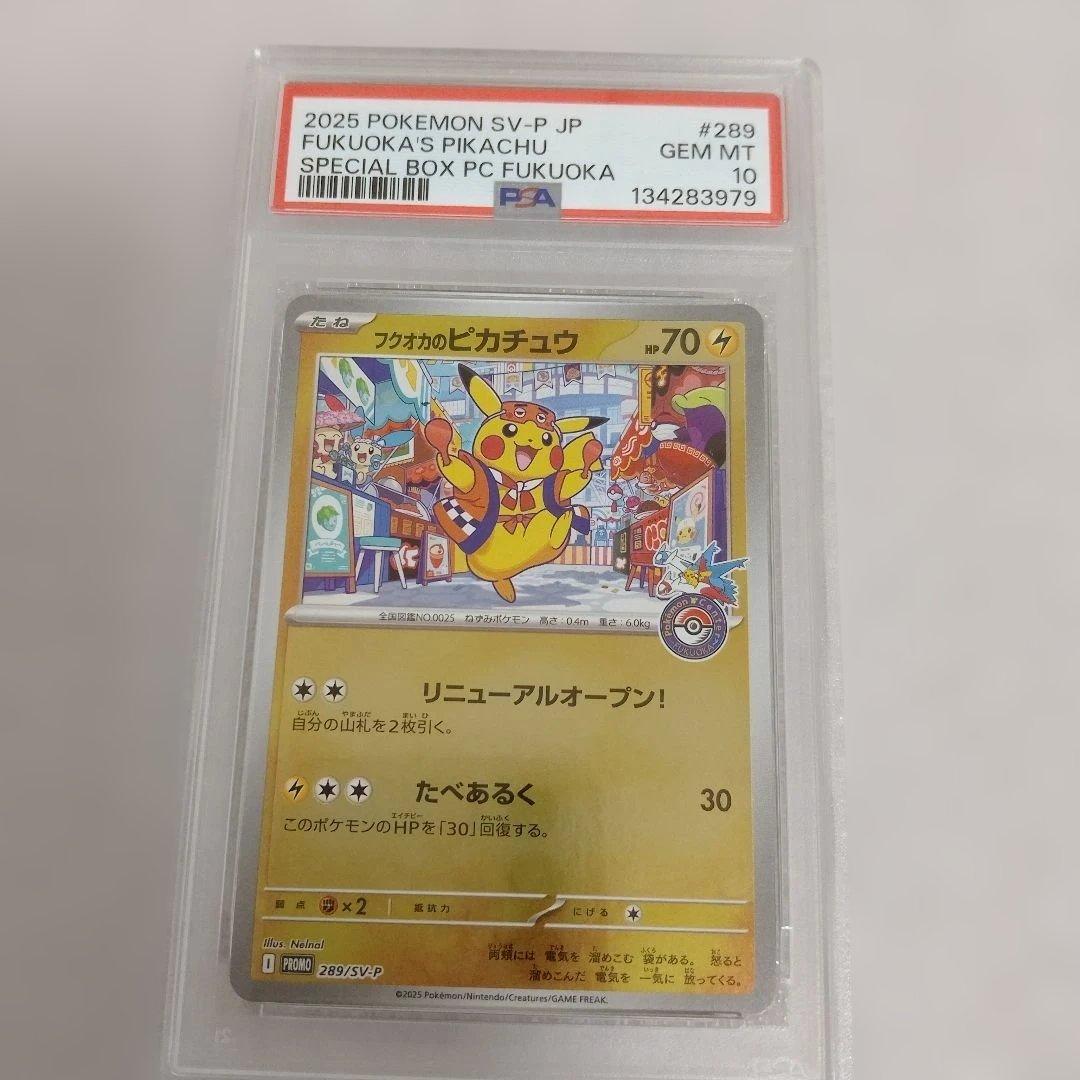 2025 POKEMON SV-P JP #289
FUKUOKA'S PIKACHU GEM MT
SPECIAL BOX PC FUKUOKA 10
PSA 134283979
たね フクオカのピカチュウ HP70
全国図鑑NO.0025 ねずみポケモン 高さ:0.4m 重さ:6.0kg
Pokémon Center
FUKUOKA
リニューアルオープン!
自分の山札を2枚引く。
たべあるく 30
このポケモンのHPを「30」回復する。
弱点 ×2 抵抗力 にげる
Illus. Nelnal
両頬には 電気を 溜めこむ 袋がある。 怒ると
I PROMO 289/SV-P
溜めこんだ 電気を 一気に 放ってくる。
©2025 Pokémon/Nintendo/Creatures/GAME FREAK.